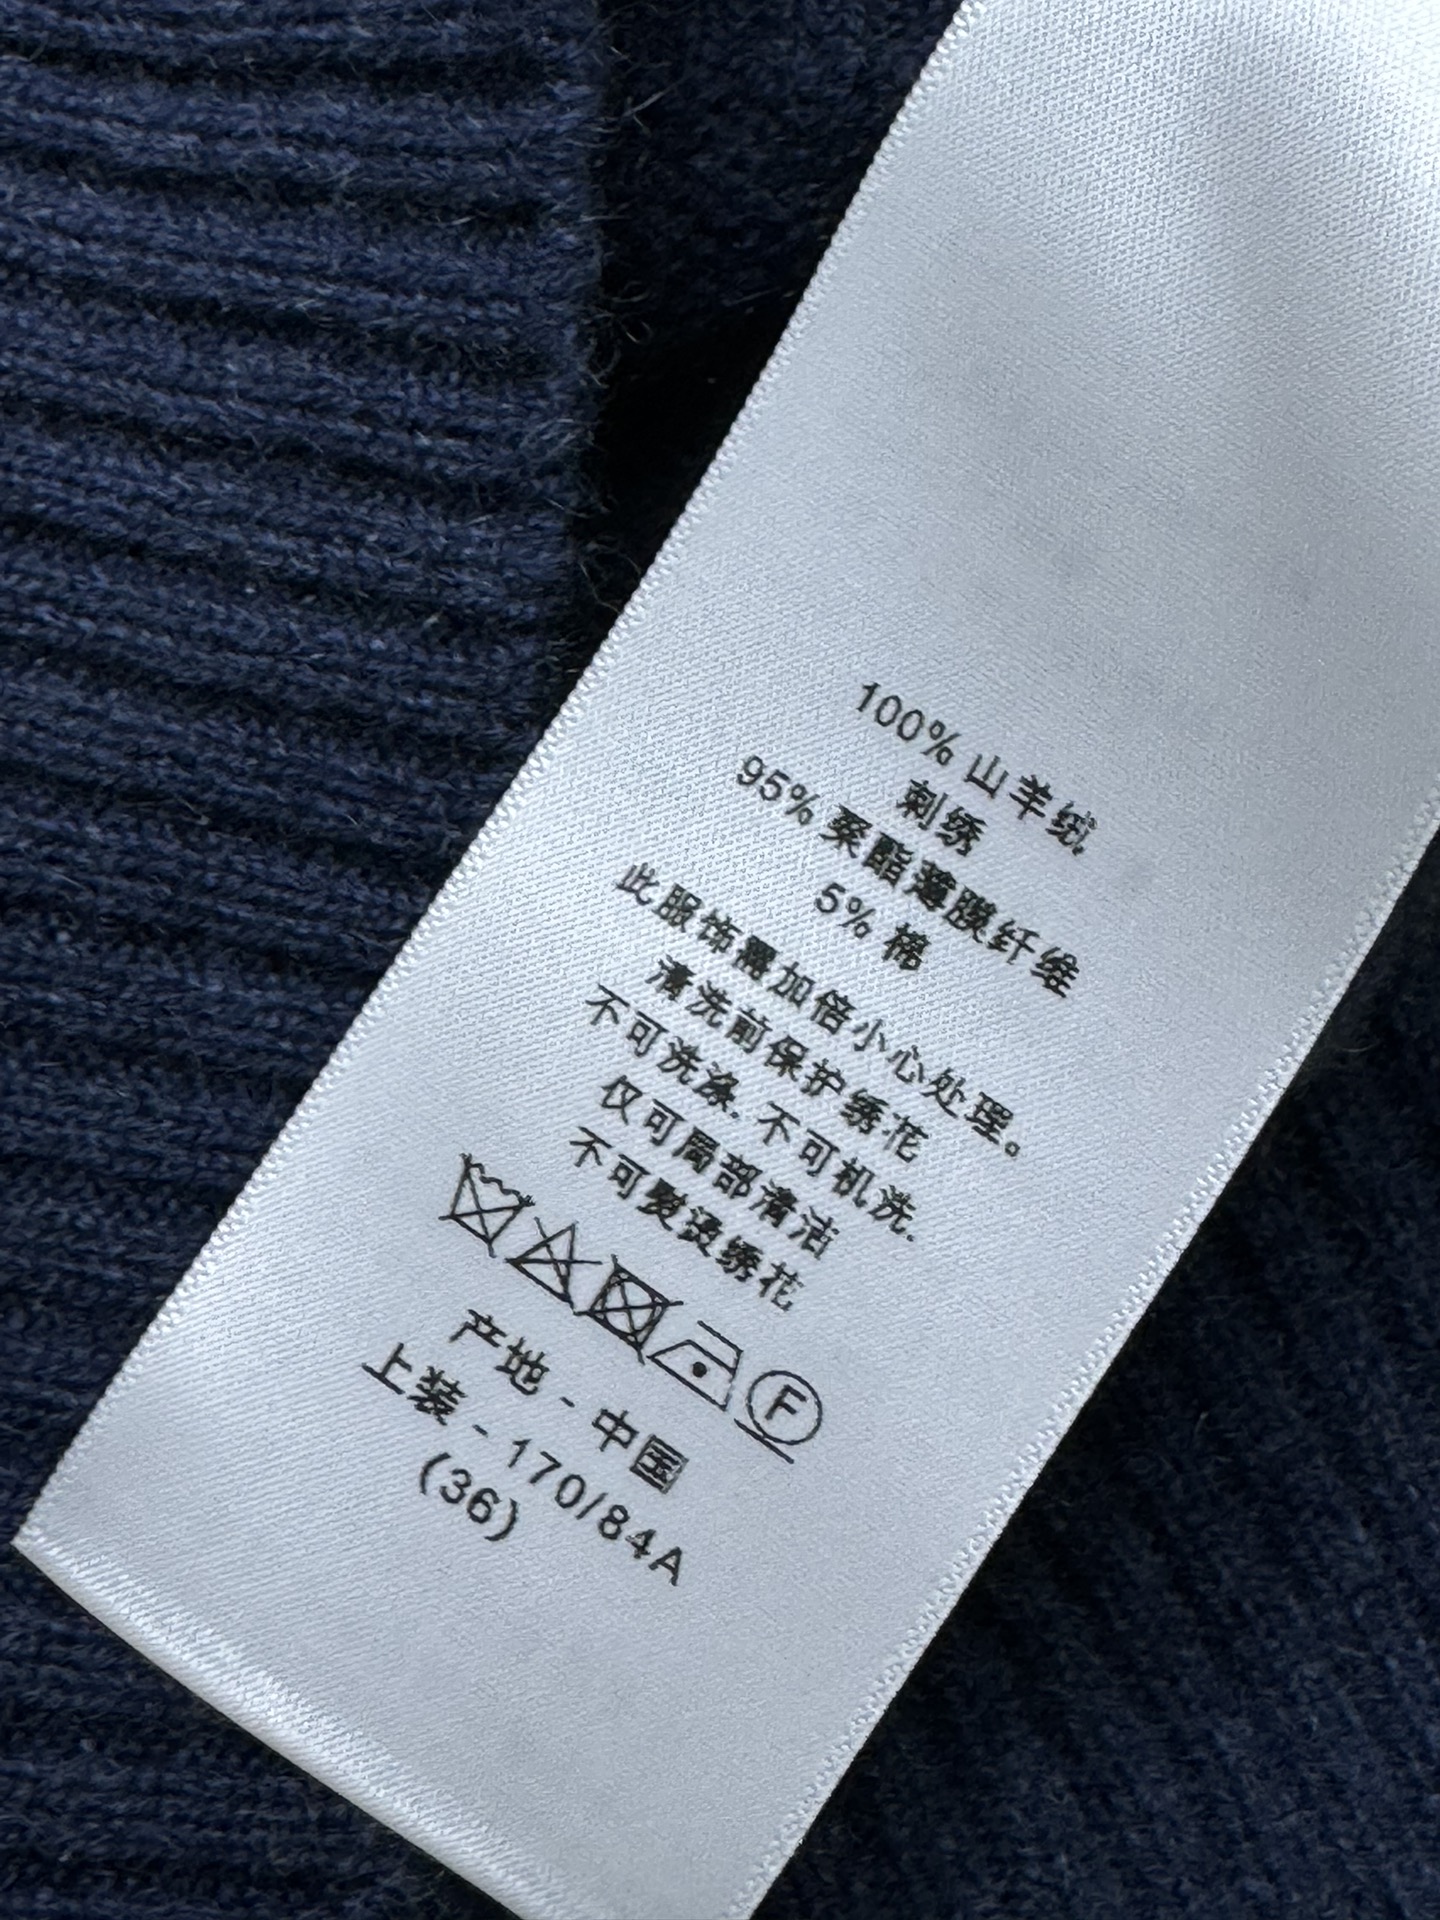 100% 山羊绒
刺绣
95% 聚酯薄膜纤维
5% 棉
此服饰需加倍小心处理。
清洗前保护绣花
不可洗涤. 不可机洗.
仅可局部清洁
不可熨烫绣花
F
产地 - 中国
上装 - 170/84A
(36)